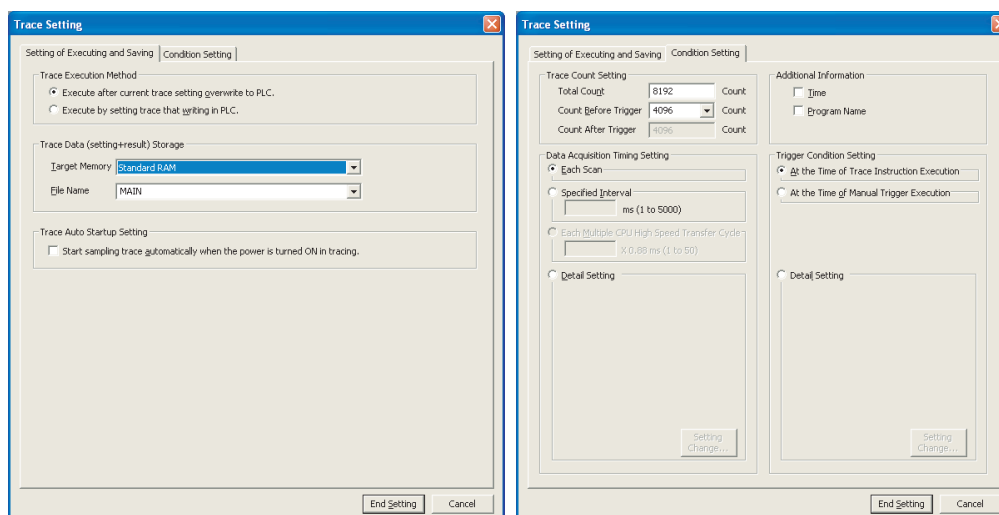 Trace Setting
Setting of Executing and Saving
Condition Setting
Trace Execution Method
Execute after current trace setting overwrite to PLC.
Execute by setting trace that writing in PLC.
Trace Data (setting+result) Storage
Target Memory
Standard RAM
File Name
MAIN
Trace Auto Startup Setting
Start sampling trace automatically when the power is turned ON in tracing.
End Setting
Cancel
Trace Setting
Setting of Executing and Saving
Condition Setting
Trace Count Setting
Total Count
8192
Count
Count Before Trigger
4096
Count
Count After Trigger
4096
Count
Additional Information
Time
Program Name
Data Acquisition Timing Setting
Each Scan
Specified Interval
ms (1 to 5000)
Each Multiple CPU High Speed Transfer Cycle
X 0.88 ms (1 to 50)
Detail Setting
Setting
Change...
Trigger Condition Setting
At the Time of Trace Instruction Execution
At the Time of Manual Trigger Execution
Detail Setting
Setting
Change...
End Setting
Cancel